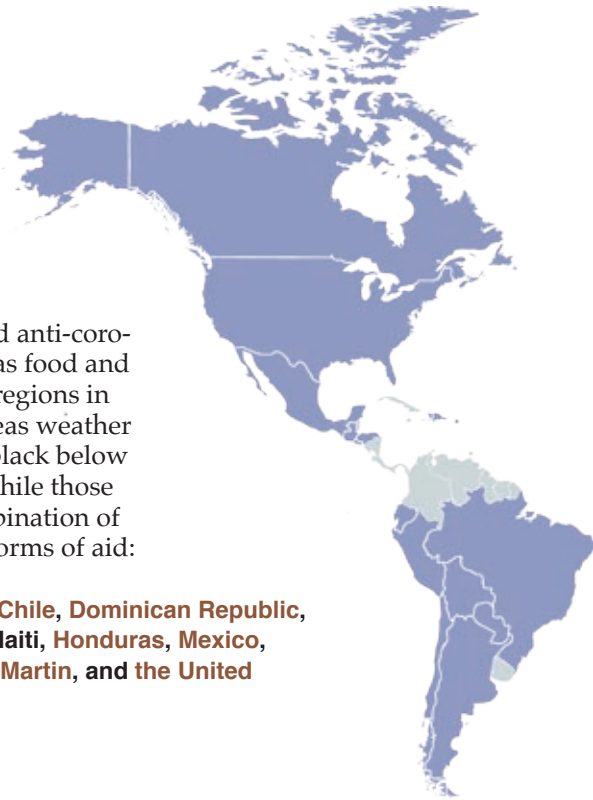 d anti-coro-
as food and
regions in
eas weather
black below
hile those
bination of
orms of aid:
Chile, Dominican Republic,
Haiti, Honduras, Mexico,
Martin, and the United